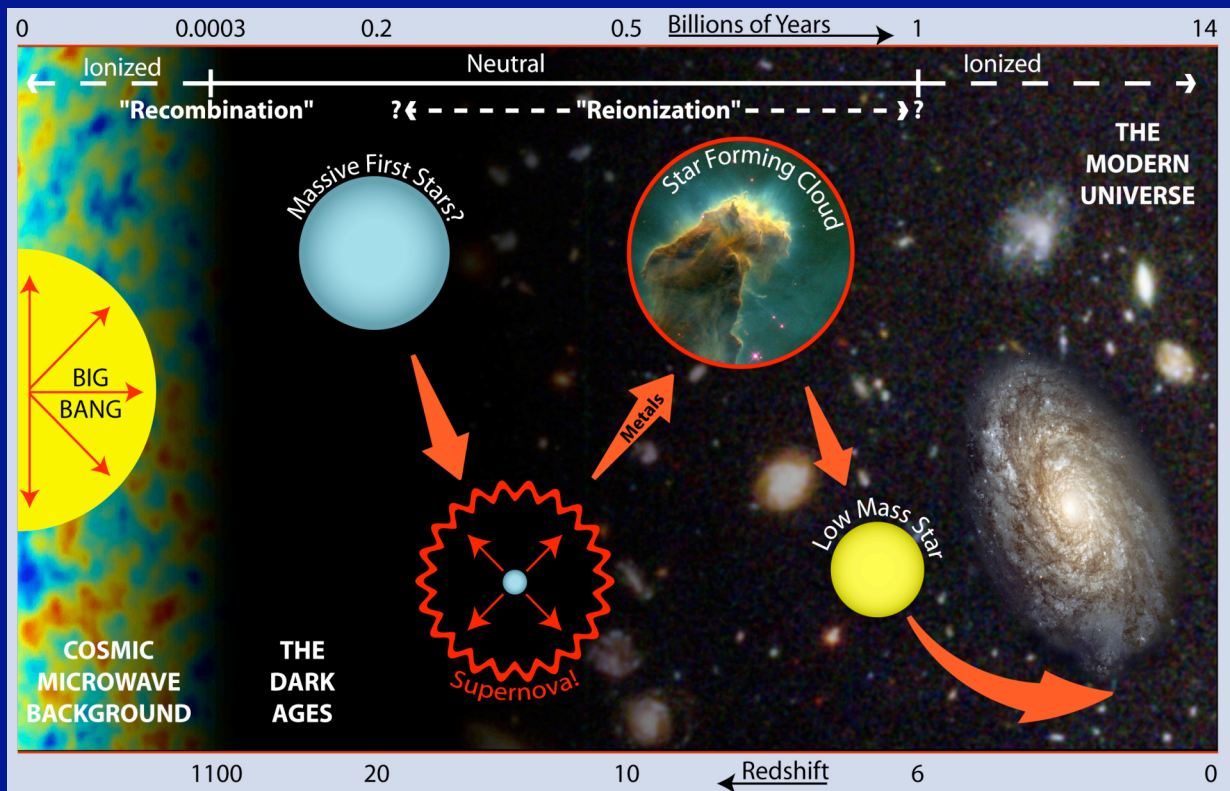 0 0.0003 0.2 0.5 Billions of Years 1 14
Ionized Neutral Ionized
"Recombination" ? "Reionization" ?
THE
MODERN
UNIVERSE
Massive First Stars?
Star Forming Cloud
BIG
BANG
Metals
Low Mass Star
Supernova!
COSMIC
MICROWAVE
BACKGROUND
THE
DARK
AGES
1100 20 10 Redshift 6 0